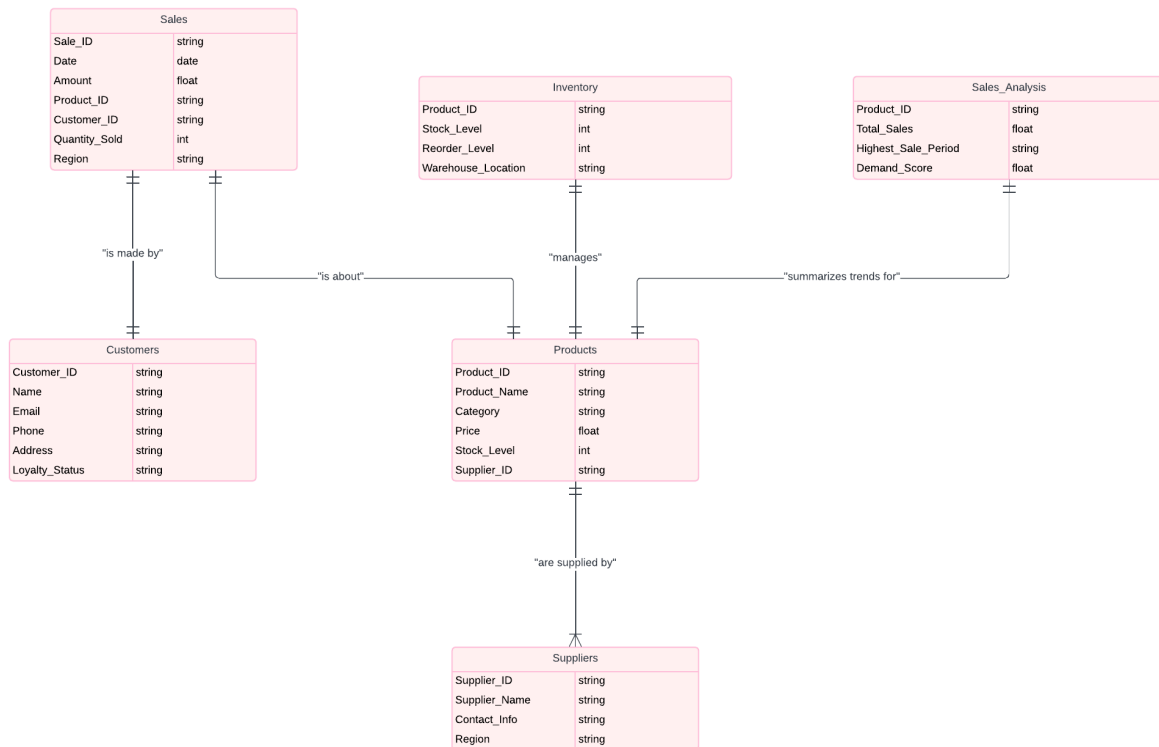 Sales
Sale_ID string
Date date
Amount float
Product_ID string
Customer_ID string
Quantity_Sold int
Region string
Inventory
Product_ID string
Stock_Level int
Reorder_Level int
Warehouse_Location string
Sales_Analysis
Product_ID string
Total_Sales float
Highest_Sale_Period string
Demand_Score float
"is made by"
"is about"
"manages"
"summarizes trends for"
Customers
Customer_ID string
Name string
Email string
Phone string
Address string
Loyalty_Status string
Products
Product_ID string
Product_Name string
Category string
Price float
Stock_Level int
Supplier_ID string
"are supplied by"
Suppliers
Supplier_ID string
Supplier_Name string
Contact_Info string
Region string